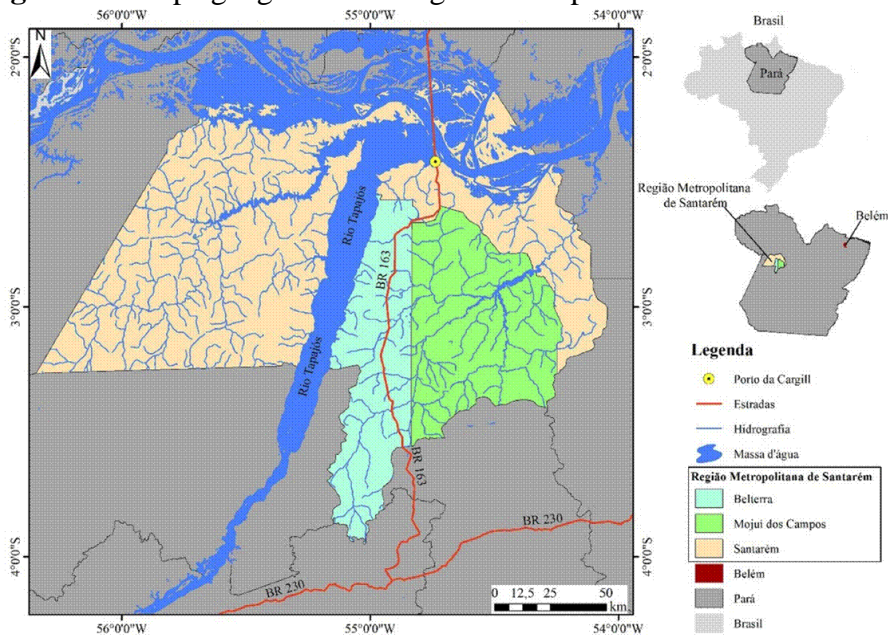 56°0'0"W
55°0'0"W
54°0'0"W
2°0'0"S
3°0'0"S
4°0'0"S
N
Rio Tapajós
BR 163
Rio Tapajós
BR 163
BR 230
BR 230
0 12,5 25 50
km
2°0'0"S
3°0'0"S
4°0'0"S
56°0'0"W
55°0'0"W
54°0'0"W
Brasil
Pará
Região Metropolitana
de Santarém
Belém
Legenda
Porto da Cargill
Estradas
Hidrografia
Massa d'água
Região Metropolitana de Santarém
Belterra
Mojuí dos Campos
Santarém
Belém
Pará
Brasil